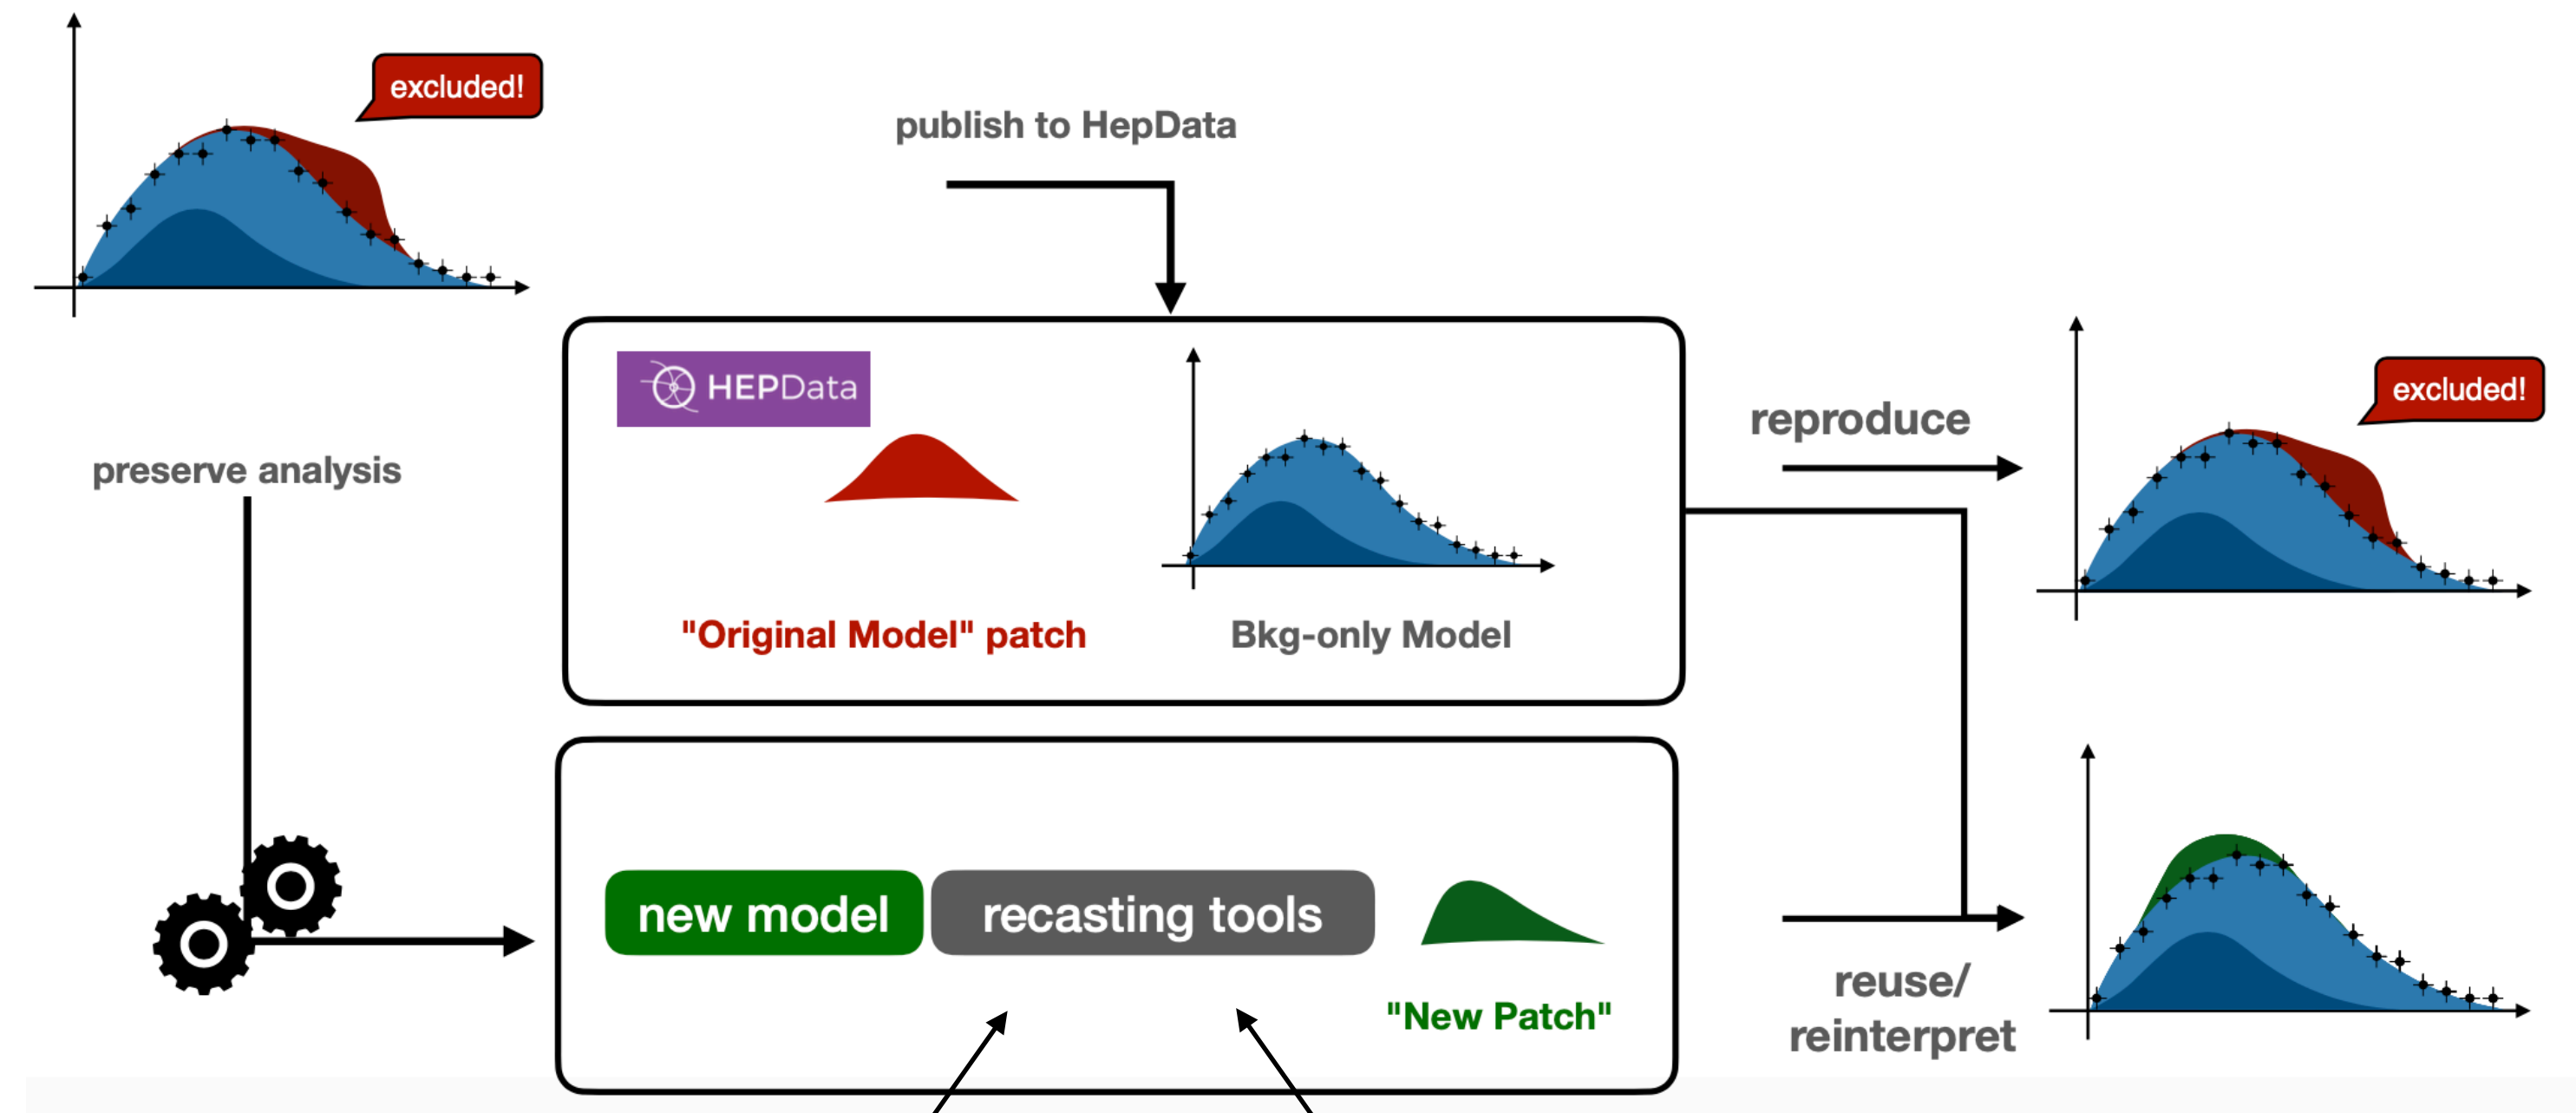 excluded!
publish to HepData
HEPData
preserve analysis
"Original Model" patch
Bkg-only Model
reproduce
excluded!
new model
recasting tools
"New Patch"
reuse/
reinterpret